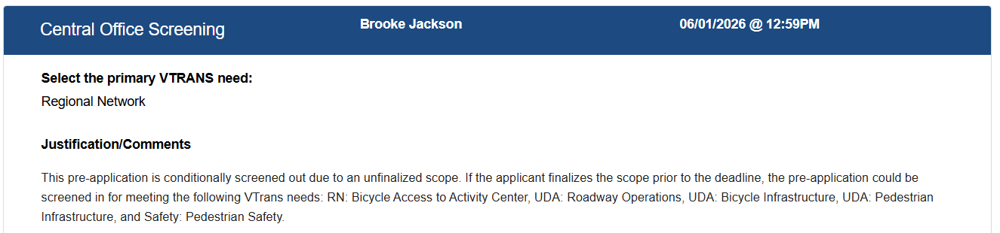 Central Office Screening Brooke Jackson 06/01/2026 @ 12:59PM
Select the primary VTRANS need:
Regional Network
Justification/Comments
This pre-application is conditionally screened out due to an unfinalized scope. If the applicant finalizes the scope prior to the deadline, the pre-application could be
screened in for meeting the following VTrans needs: RN: Bicycle Access to Activity Center, UDA: Roadway Operations, UDA: Bicycle Infrastructure, UDA: Pedestrian
Infrastructure, and Safety: Pedestrian Safety.